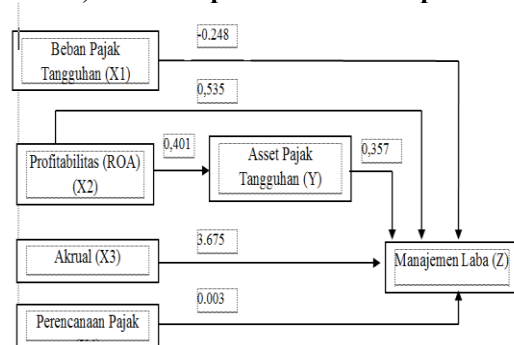 -0.248
Beban Pajak
Tangguhan (X1)
0,535
Profitabilitas (ROA)
(X2)
0,401
Asset Pajak
Tangguhan (Y)
0,357
Akrual (X3)
3.675
Manajemen Laba (Z)
0.003
Perencanaan Pajak